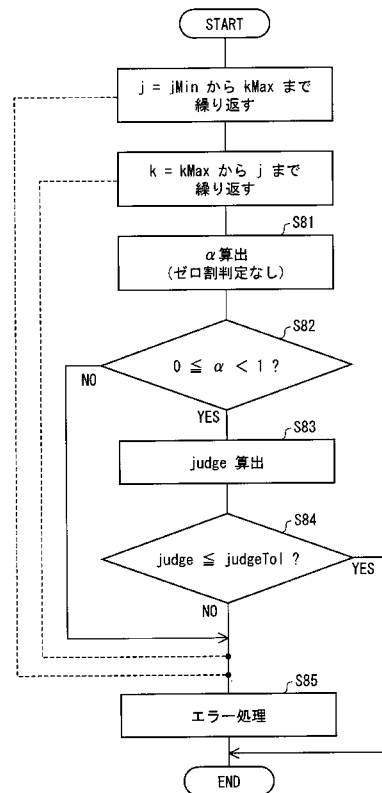 START
j = jMin から kMax まで
繰り返す
k = kMax から j まで
繰り返す
S81
α算出
(ゼロ割判定なし)
S82
0 ≦ α < 1 ?
NO
YES
S83
judge 算出
S84
judge ≦ judgeTol ?
YES
NO
S85
エラー処理
END